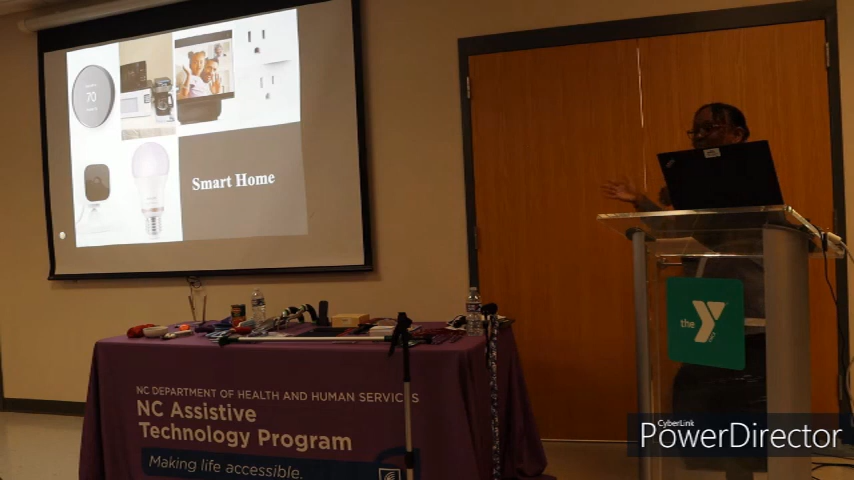 70
Smart Home
the Y
NC DEPARTMENT OF HEALTH AND HUMAN SERVICES
NC Assistive
Technology Program
Making life accessible.
CyberLink
PowerDirector